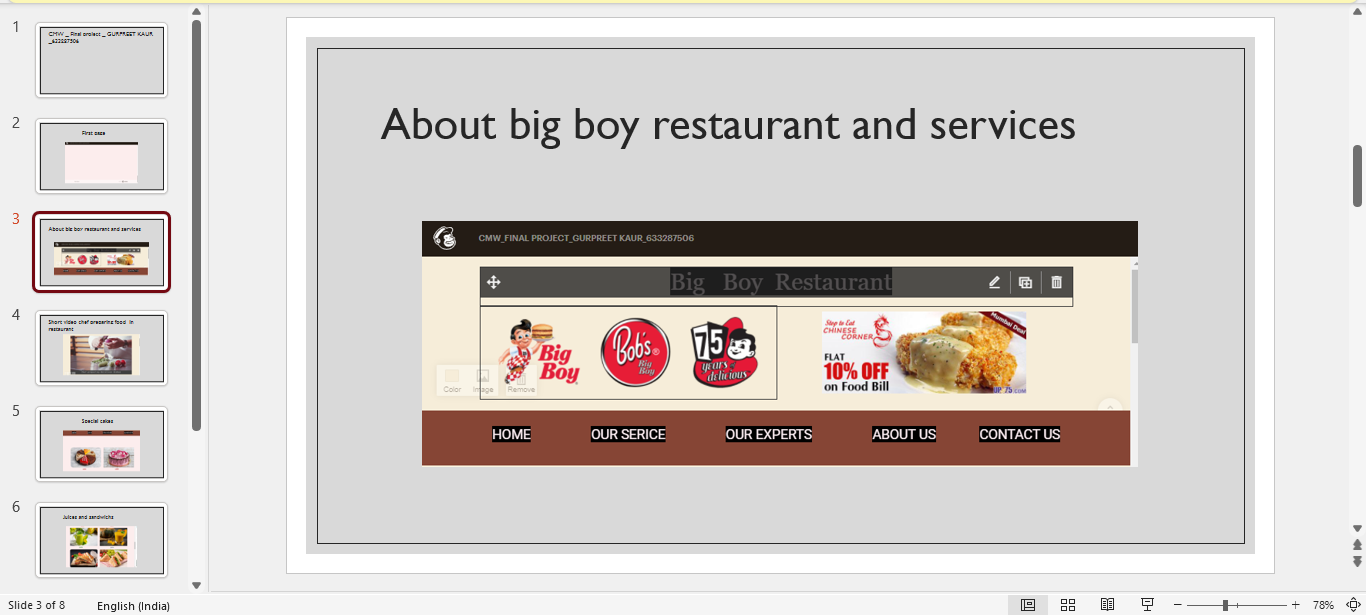 1
CMW _ Final project _ GURPREET KAUR
_633287506
2
First page
3
About big boy restaurant and services
4
Short video chef preparing food in
restaurant
5
Special cakes
6
Juices and sandwichs
About big boy restaurant and services
CMW_FINAL PROJECT_GURPREET KAUR_633287506
Big Boy Restaurant
Big
Boy
Bob's
Big
Boy
75
years of
delicious
Step to Eat
CHINESE
CORNER
Mumbai Deal
FLAT
10% OFF
on Food Bill
UP 75.COM
Color Image Remove
HOME OUR SERICE OUR EXPERTS ABOUT US CONTACT US
Slide 3 of 8 English (India) 78%